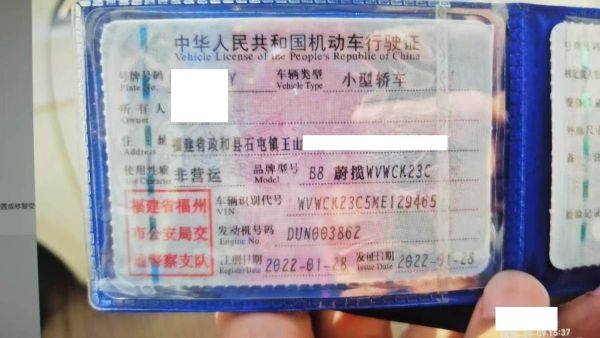 中华人民共和国机动车行驶证
Vehicle License of the People's Republic of China
号牌号码 Y 车辆类型 小型轿车
Plate No. Vehicle Type
所有人
Owner
住址 福建省政和县石屯镇王山
Address
使用性质 非营运 品牌型号 B8 蔚揽WVWCK23C
Use Character Model
福建省福州
市公安局交
通警察支队
车辆识别代号 WVWCK23C5ME129465
VIN
发动机号码 DUN003862
Engine No.
注册日期 2022-01-28 发证日期 2022-01-28
Register Date Issue Date
15:37